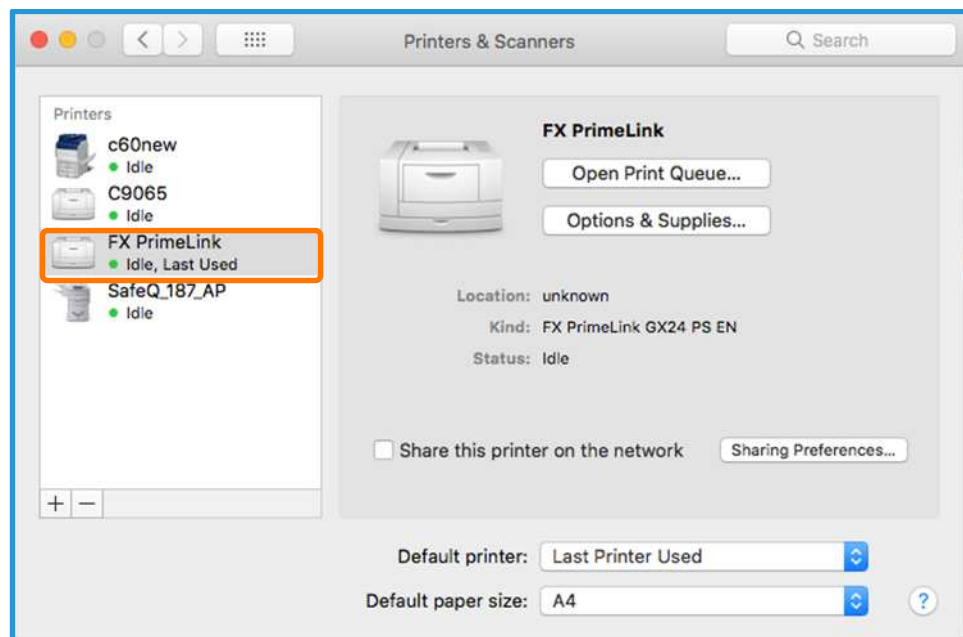 Printers & Scanners
Search
Printers
c60new
Idle
C9065
Idle
FX PrimeLink
Idle, Last Used
SafeQ_187_AP
Idle
+ −
FX PrimeLink
Open Print Queue...
Options & Supplies...
Location: unknown
Kind: FX PrimeLink GX24 PS EN
Status: Idle
Share this printer on the network
Sharing Preferences...
Default printer: Last Printer Used
Default paper size: A4
?